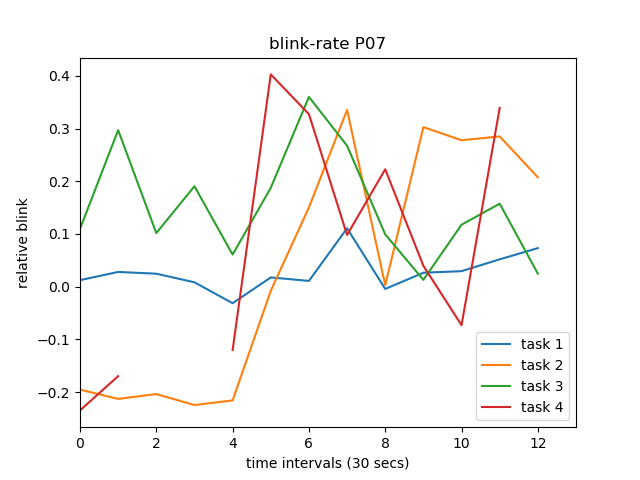 blink-rate P07
relative blink
0.4
0.3
0.2
0.1
0.0
−0.1
−0.2
0 2 4 6 8 10 12
time intervals (30 secs)
task 1
task 2
task 3
task 4